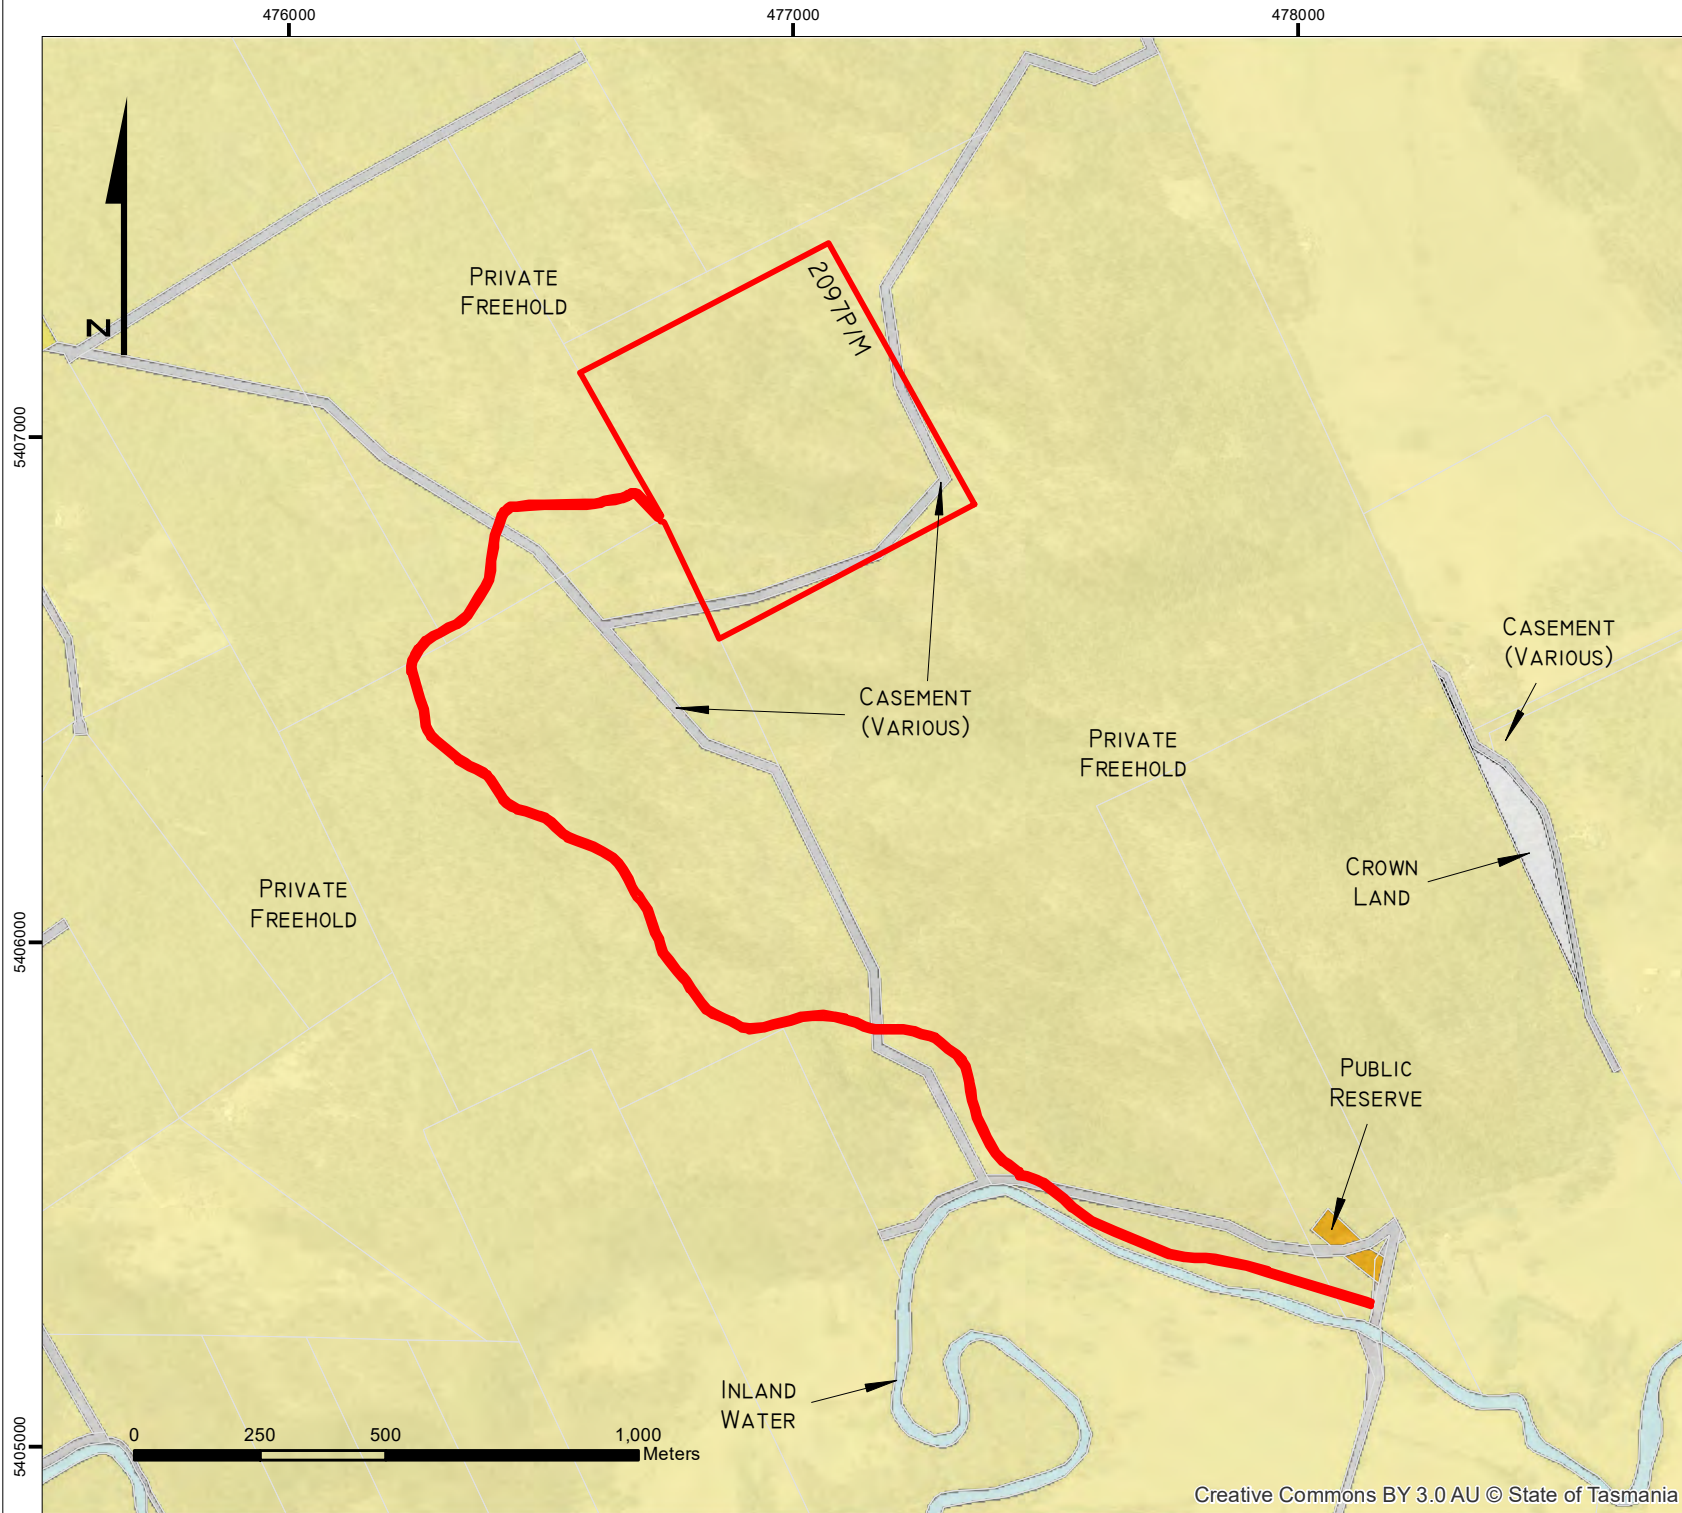 476000
477000
478000
5407000
5406000
5405000
N
PRIVATE
FREEHOLD
2097P/M
CASEMENT
(VARIOUS)
CASEMENT
(VARIOUS)
PRIVATE
FREEHOLD
CROWN
LAND
PRIVATE
FREEHOLD
PUBLIC
RESERVE
INLAND
WATER
0 250 500 1,000
Meters
Creative Commons BY 3.0 AU © State of Tasmania